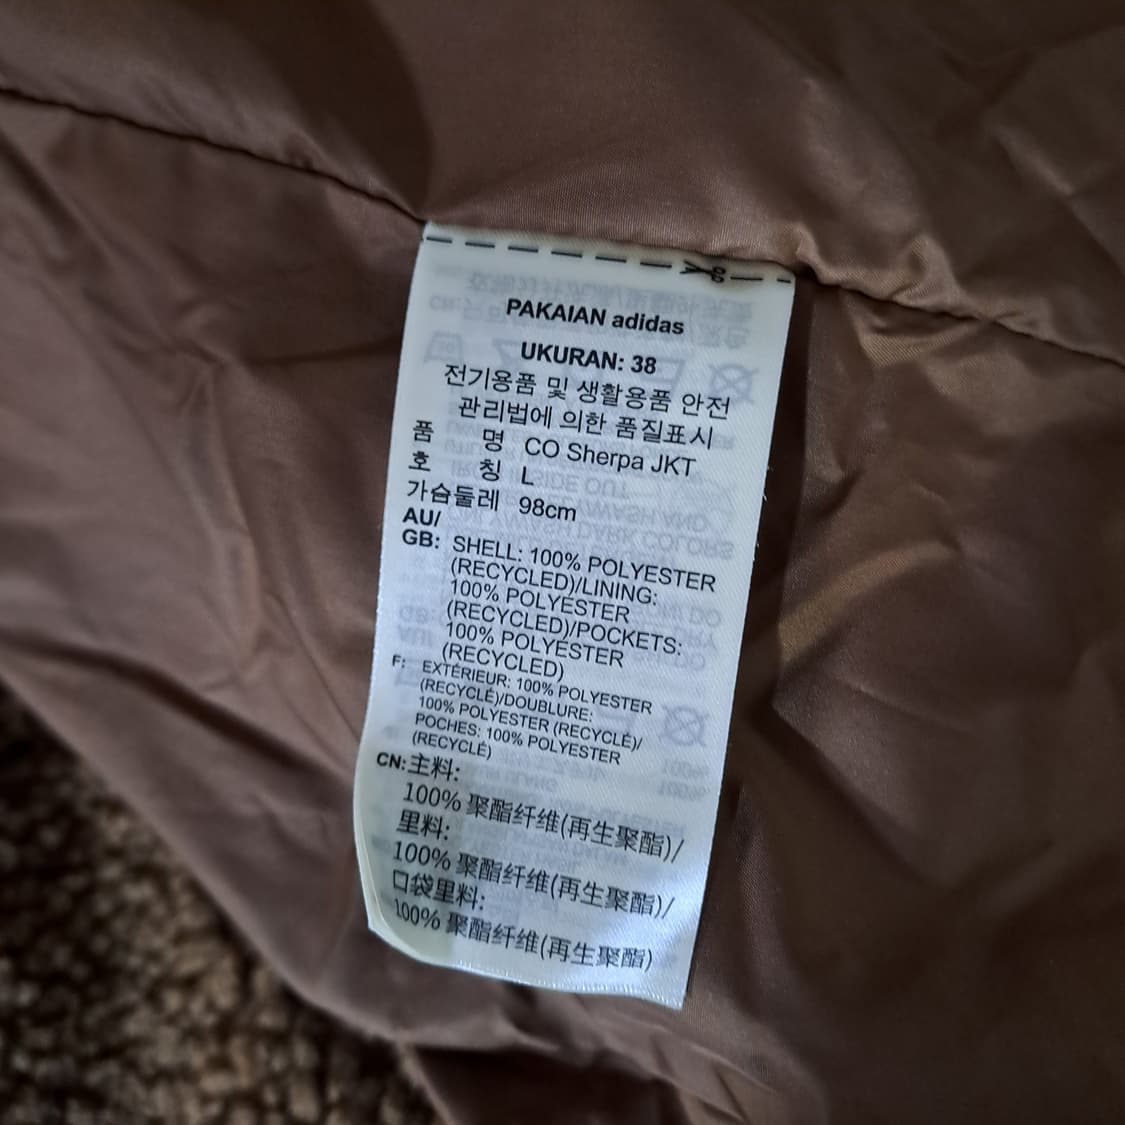 PAKAIAN adidas
UKURAN: 38
전기용품 및 생활용품 안전
관리법에 의한 품질표시
품 명 CO Sherpa JKT
호 칭 L
가슴둘레 98cm
AU/
GB: SHELL: 100% POLYESTER
(RECYCLED)/LINING:
100% POLYESTER
(RECYCLED)/POCKETS:
100% POLYESTER
(RECYCLED)
F: EXTÉRIEUR: 100% POLYESTER
(RECYCLÉ)/DOUBLURE:
100% POLYESTER (RECYCLÉ)/
POCHES: 100% POLYESTER
(RECYCLÉ)
CN: 主料:
100% 聚酯纤维(再生聚酯)/
里料:
100% 聚酯纤维(再生聚酯)/
口袋里料:
100% 聚酯纤维(再生聚酯)